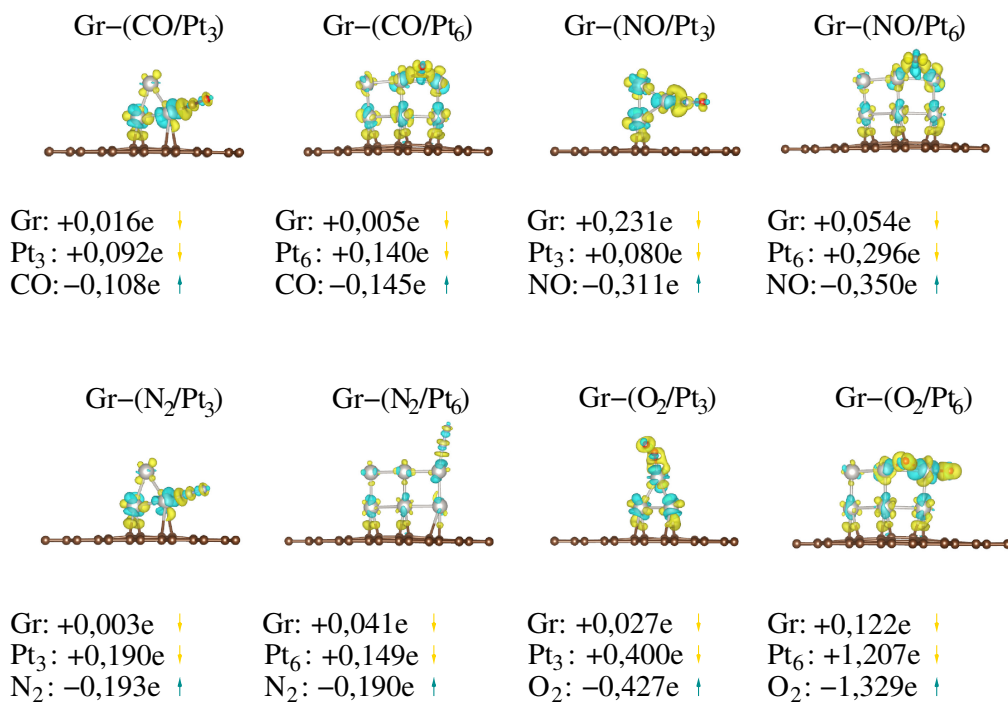 Gr−(CO/Pt₃) Gr−(CO/Pt₆) Gr−(NO/Pt₃) Gr−(NO/Pt₆)
Gr: +0,016e Gr: +0,005e Gr: +0,231e Gr: +0,054e
Pt₃: +0,092e Pt₆: +0,140e Pt₃: +0,080e Pt₆: +0,296e
CO: −0,108e CO: −0,145e NO: −0,311e NO: −0,350e
Gr−(N₂/Pt₃) Gr−(N₂/Pt₆) Gr−(O₂/Pt₃) Gr−(O₂/Pt₆)
Gr: +0,003e Gr: +0,041e Gr: +0,027e Gr: +0,122e
Pt₃: +0,190e Pt₆: +0,149e Pt₃: +0,400e Pt₆: +1,207e
N₂: −0,193e N₂: −0,190e O₂: −0,427e O₂: −1,329e